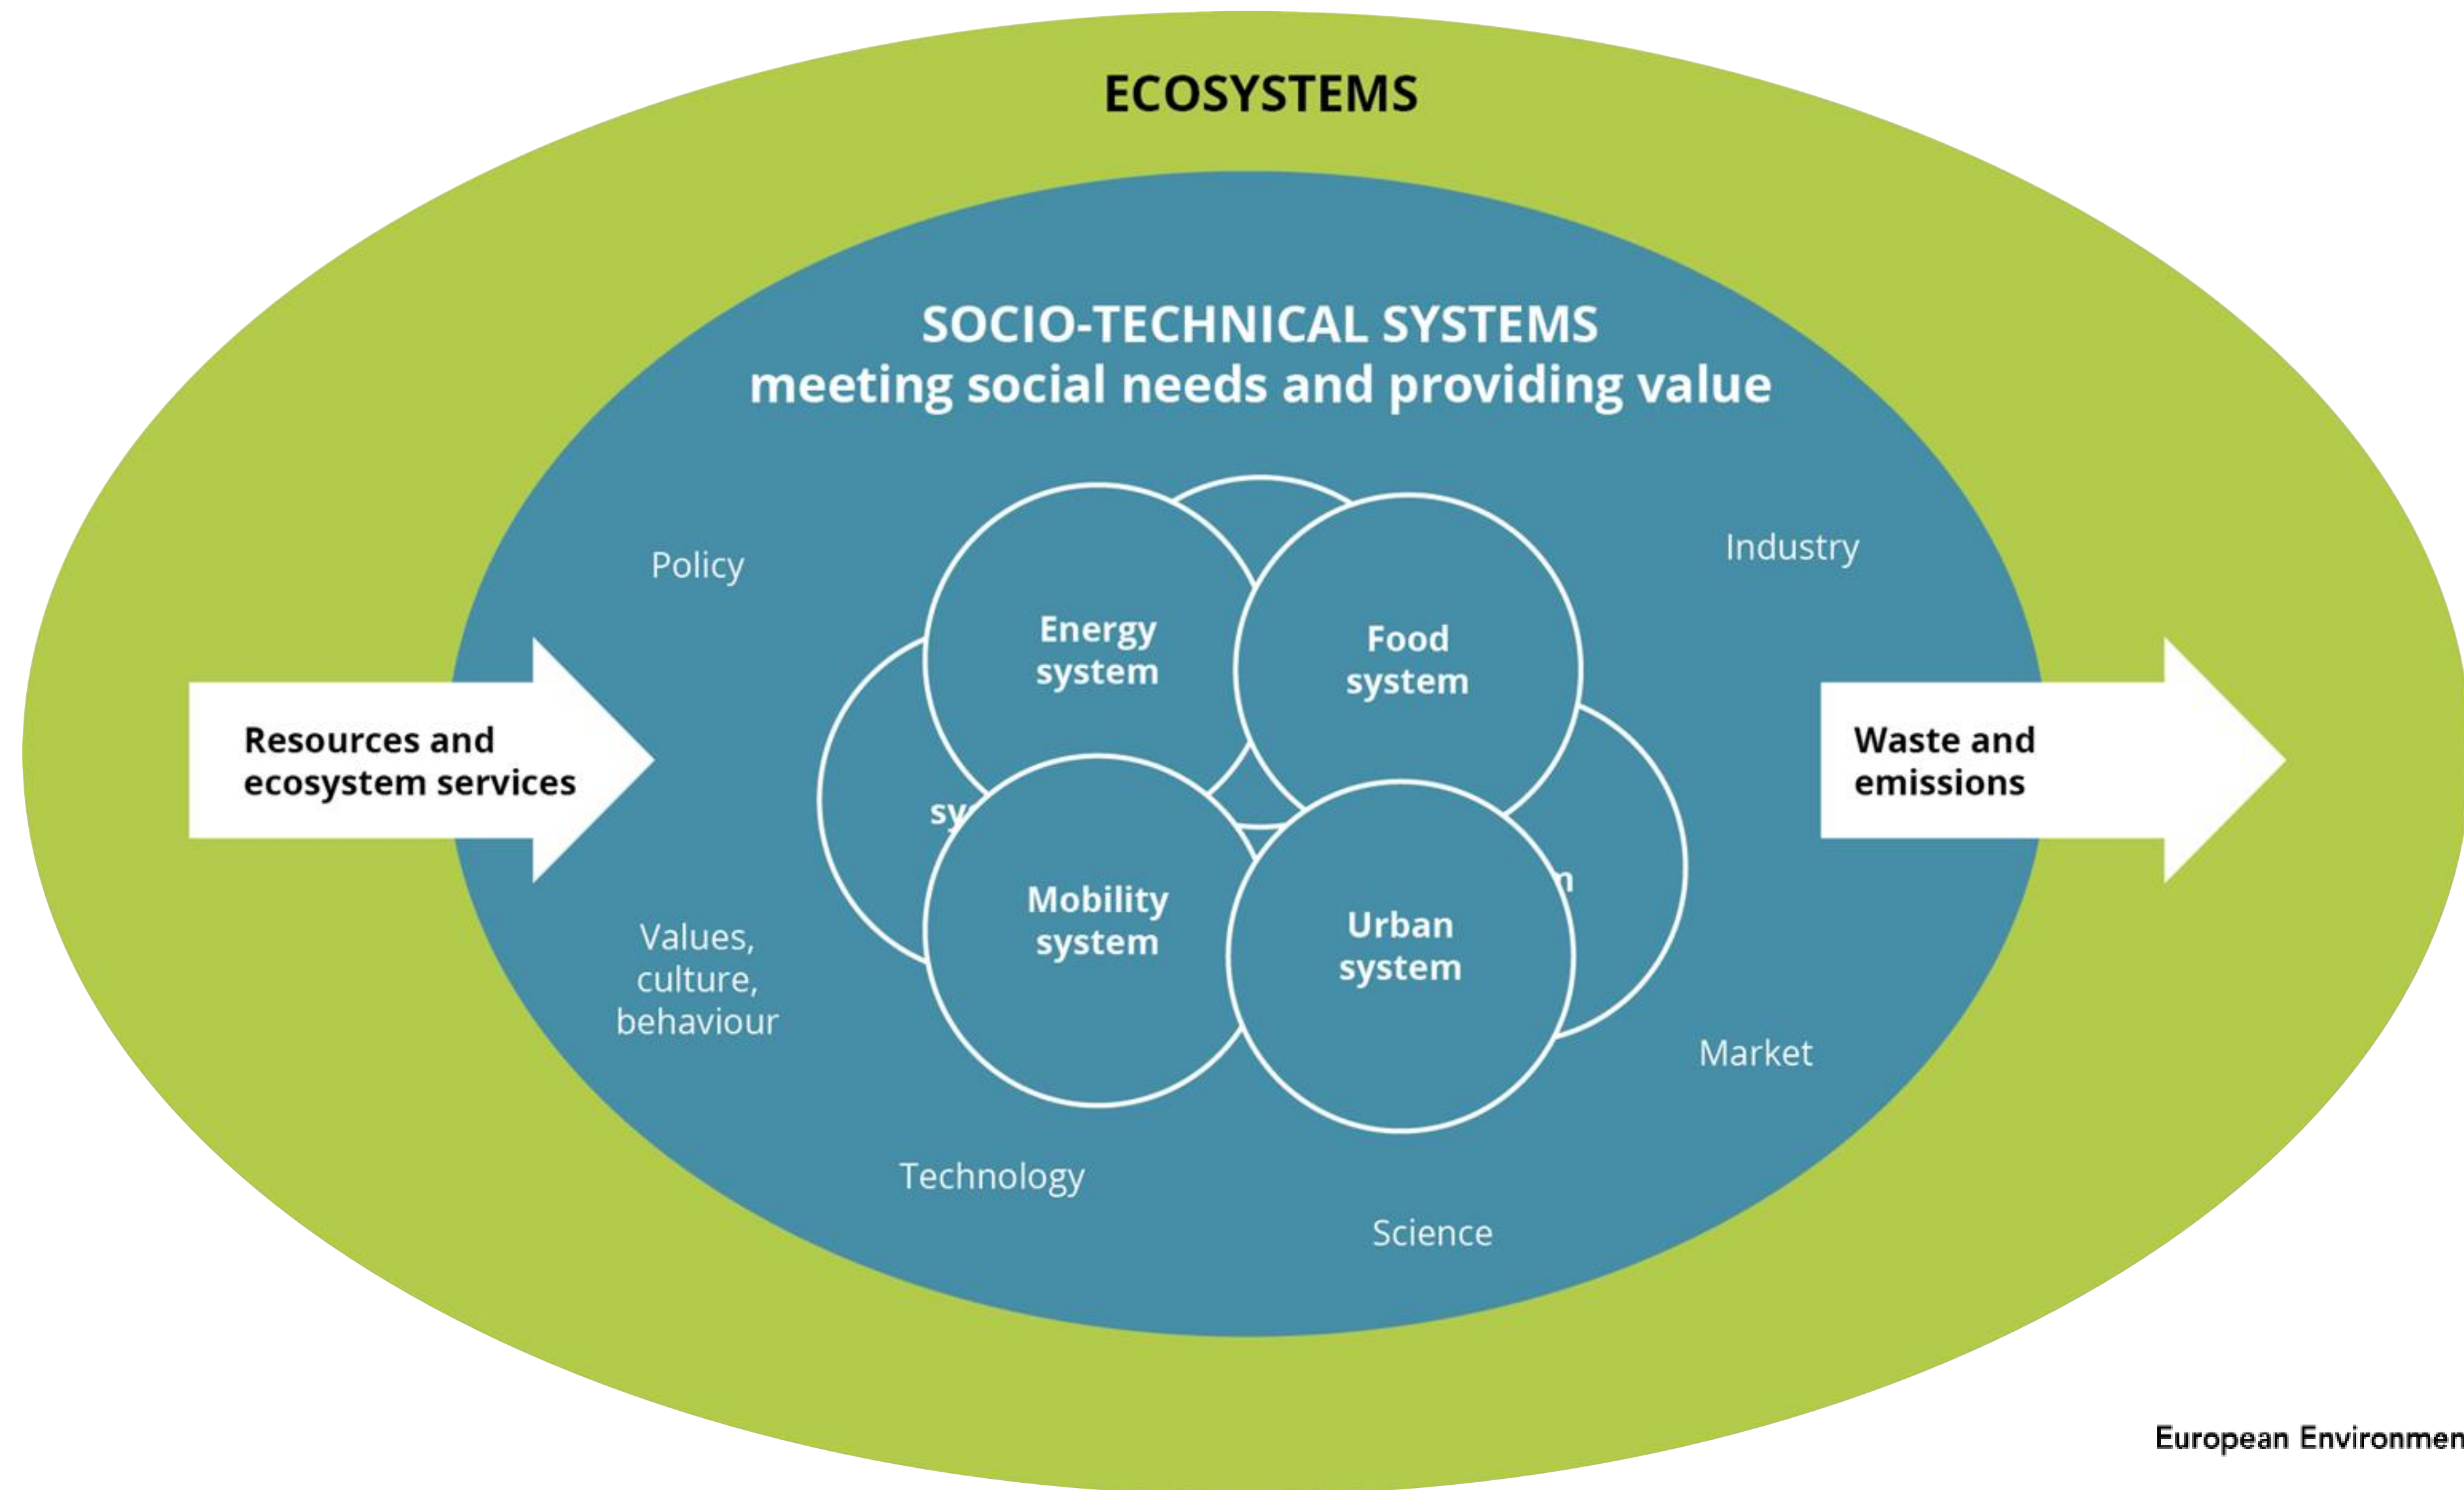 ECOSYSTEMS
SOCIO-TECHNICAL SYSTEMS
meeting social needs and providing value
Policy
Industry
Energy
system
Food
system
Resources and
ecosystem services
Waste and
emissions
Mobility
system
Urban
system
Values,
culture,
behaviour
Market
Technology
Science
European